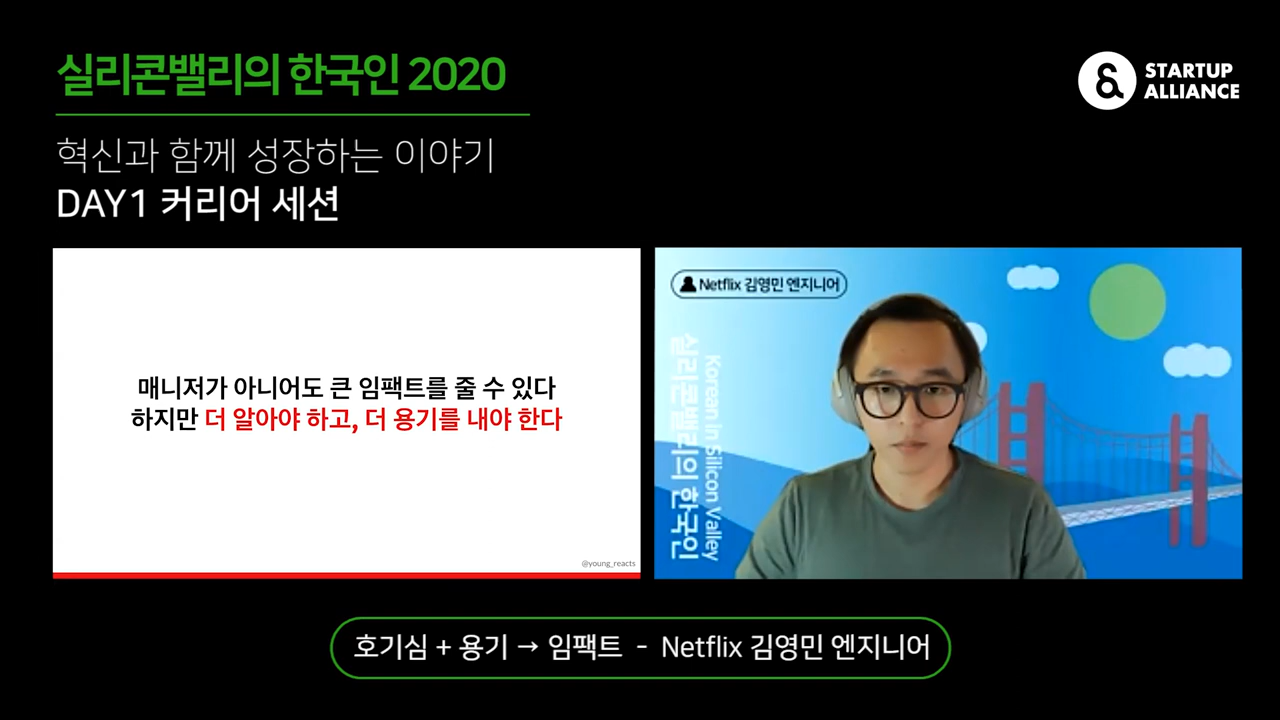 실리콘밸리의 한국인 2020
STARTUP
ALLIANCE
혁신과 함께 성장하는 이야기
DAY1 커리어 세션
매니저가 아니어도 큰 임팩트를 줄 수 있다
하지만 더 알아야 하고, 더 용기를 내야 한다
@young_reacts
Netflix 김영민 엔지니어
Korean in Silicon Valley
실리콘밸리의 한국인
호기심 + 용기 → 임팩트 - Netflix 김영민 엔지니어